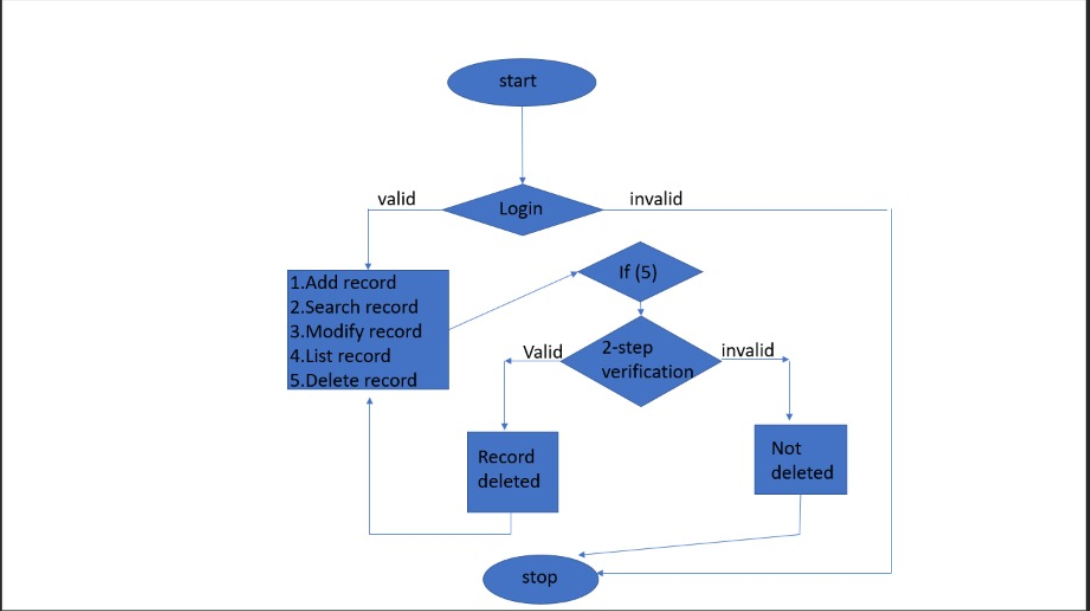 start
valid
Login
invalid
1.Add record
2.Search record
3.Modify record
4.List record
5.Delete record
If (5)
Valid
2-step
verification
invalid
Record
deleted
Not
deleted
stop